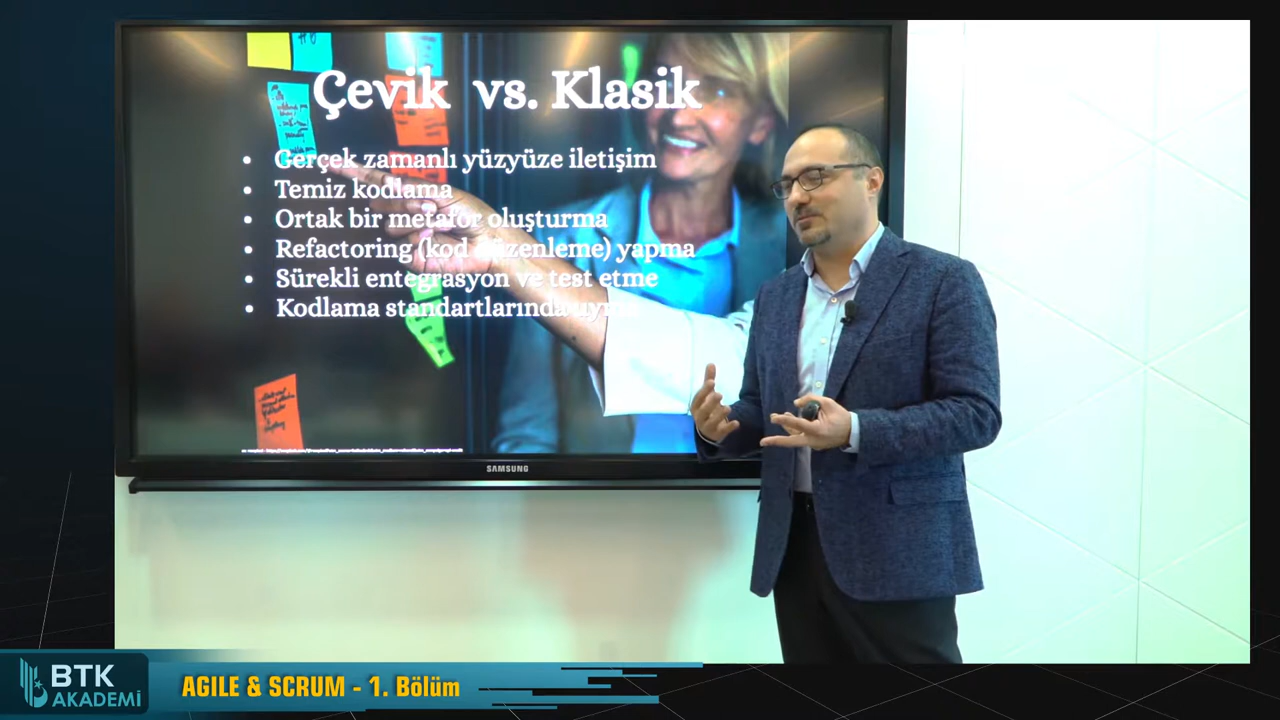 Çevik vs. Klasik
• Gerçek zamanlı yüzyüze iletişim
• Temiz kodlama
• Ortak bir metafor oluşturma
• Refactoring (kod düzenleme) yapma
• Sürekli entegrasyon ve test etme
• Kodlama standartlarında uyma
SAMSUNG
BTK
AKADEMİ
AGILE & SCRUM - 1. Bölüm